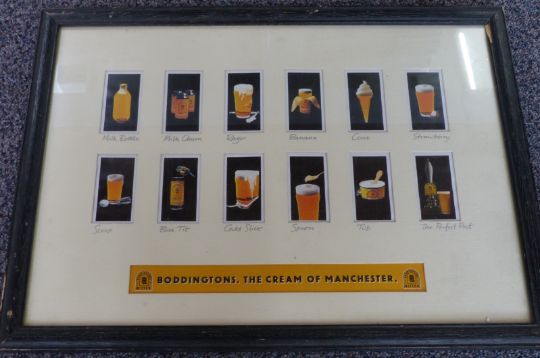 Milk Bottle Milk Churn Razor Banana Cone Strawberry
Scoop Blue Tit Cake Slice Spoon Tub The Perfect Pint
BODDINGTONS. THE CREAM OF MANCHESTER.